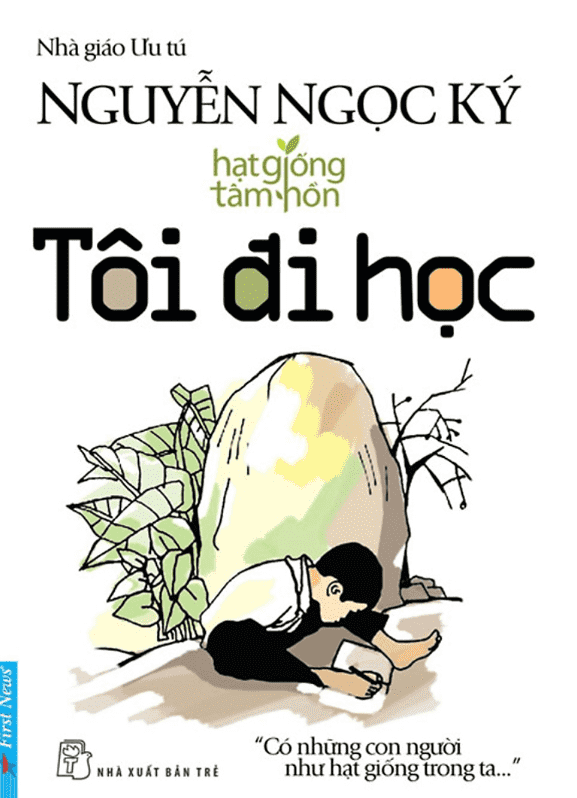 Nhà giáo Ưu tú
NGUYỄN NGỌC KÝ
hạt giống
tâm hồn
Tôi đi học
First News
NHÀ XUẤT BẢN TRẺ
"Có những con người
như hạt giống trong ta..."